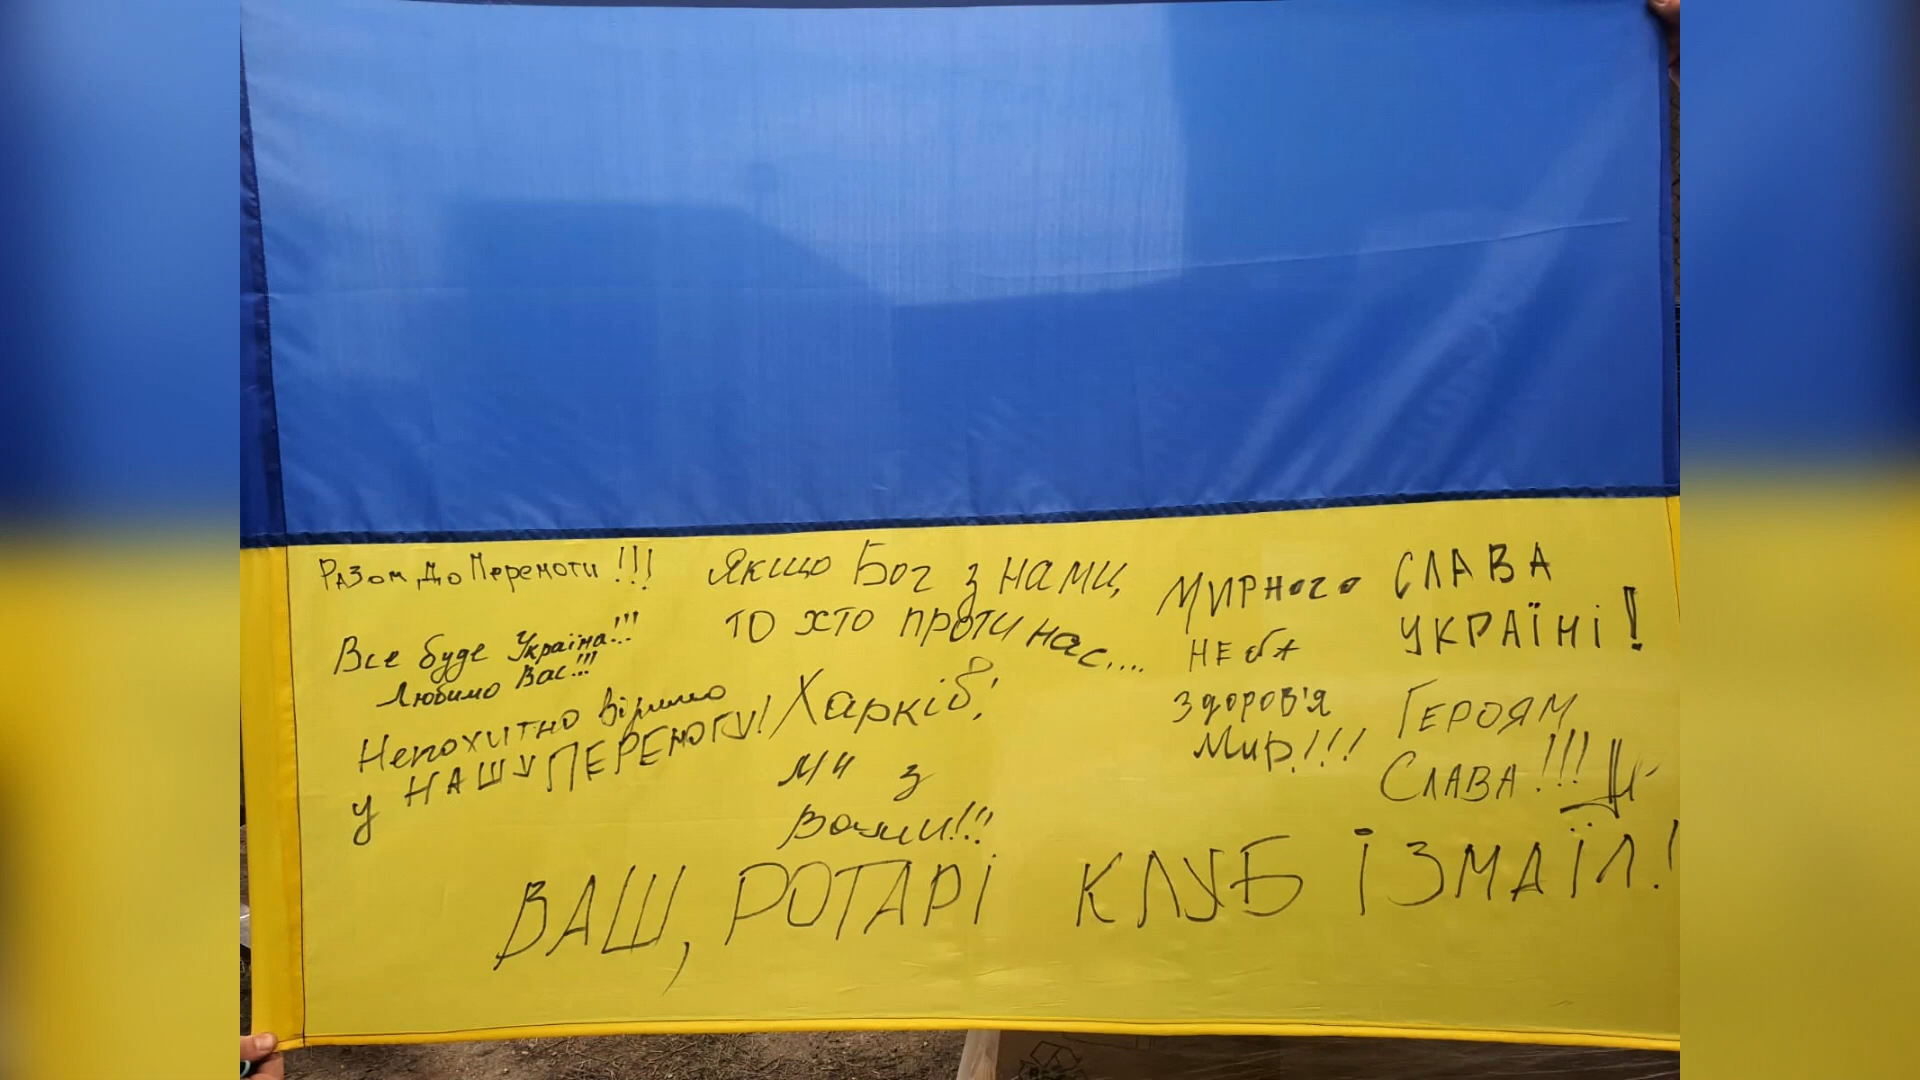 Разом до Перемоги!!!
Все буде Україна!!!
Любимо Вас!!!
Непохитно віримо
у НАШУ ПЕРЕМОГУ!
Якщо Бог з нами,
то хто проти нас....
Харків!
ми з
вами!!!
Мирного
неба
здоров'я
Мир!!!
СЛАВА
УКРАЇНІ!
ГЕРОЯМ
СЛАВА!!!
ВАШ, РОТАРІ КЛУБ ІЗМАЇЛ!